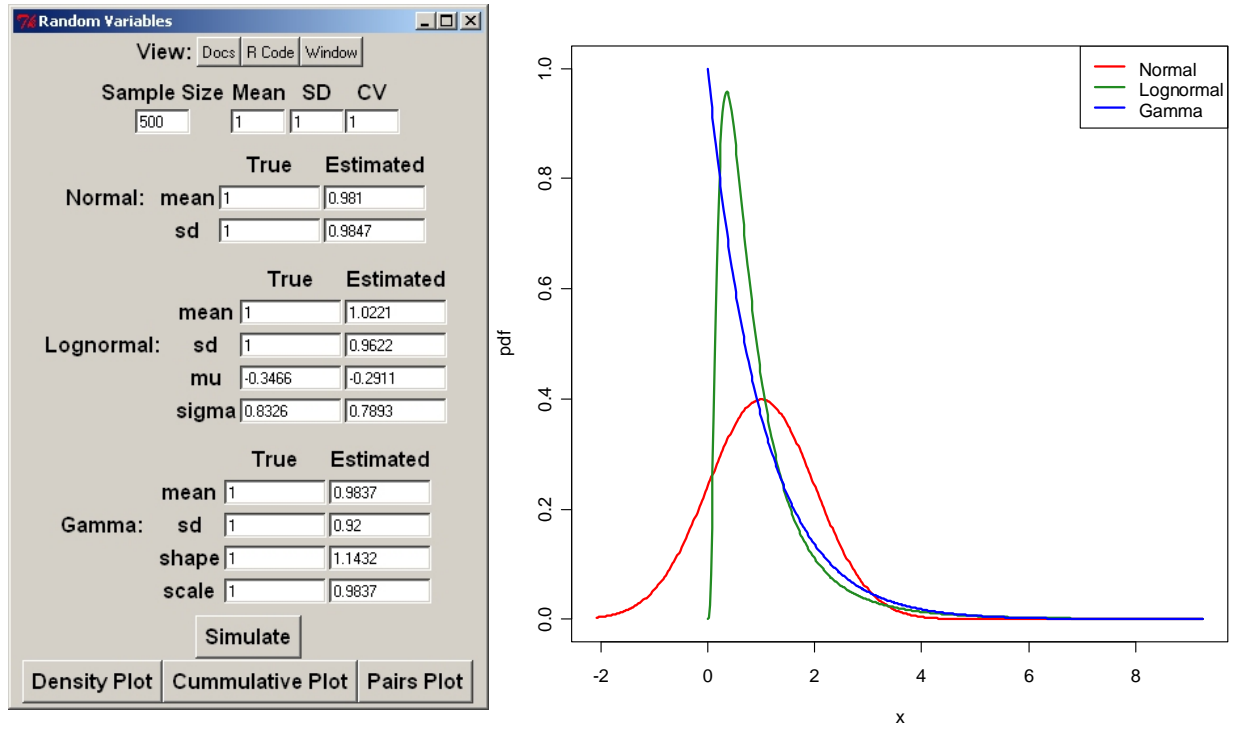 Random Variables
View: Docs R Code Window
Sample Size Mean SD CV
500 1 1 1
True Estimated
Normal: mean 1 0.981
sd 1 0.9847
True Estimated
mean 1 1.0221
Lognormal: sd 1 0.9622
mu -0.3466 -0.2911
sigma 0.8326 0.7893
True Estimated
mean 1 0.9837
Gamma: sd 1 0.92
shape 1 1.1432
scale 1 0.9837
Simulate
Density Plot Cummulative Plot Pairs Plot
Normal
Lognormal
Gamma
pdf
1.0
0.8
0.6
0.4
0.2
0.0
-2 0 2 4 6 8
x